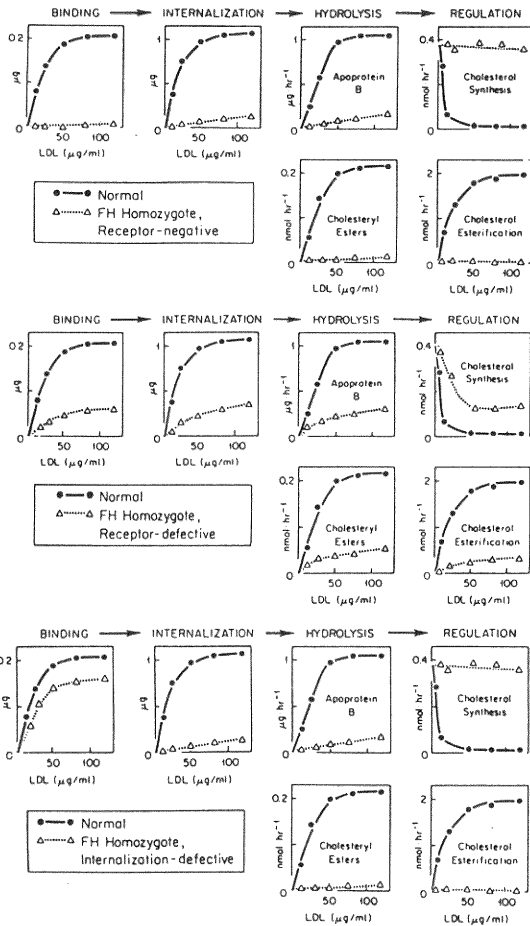 BINDING → INTERNALIZATION → HYDROLYSIS → REGULATION
0.2
μg
0
50 100
LDL (μg/ml)
1
μg
0
50 100
LDL (μg/ml)
1
μg hr⁻¹
0
Apoprotein
B
0.4
nmol hr⁻¹
0
Cholesterol
Synthesis
Normal
FH Homozygote,
Receptor-negative
0.2
nmol hr⁻¹
0
Cholesteryl
Esters
50 100
LDL (μg/ml)
2
nmol hr⁻¹
0
Cholesterol
Esterification
50 100
LDL (μg/ml)
BINDING → INTERNALIZATION → HYDROLYSIS → REGULATION
0.2
μg
0
50 100
LDL (μg/ml)
1
μg
0
50 100
LDL (μg/ml)
1
μg hr⁻¹
0
Apoprotein
B
0.4
nmol hr⁻¹
0
Cholesterol
Synthesis
Normal
FH Homozygote,
Receptor-defective
0.2
nmol hr⁻¹
0
Cholesteryl
Esters
50 100
LDL (μg/ml)
2
nmol hr⁻¹
0
Cholesterol
Esterification
50 100
LDL (μg/ml)
BINDING → INTERNALIZATION → HYDROLYSIS → REGULATION
0.2
0
50 100
LDL (μg/ml)
1
μg
0
50 100
LDL (μg/ml)
1
μg hr⁻¹
0
Apoprotein
B
0.4
nmol hr⁻¹
0
Cholesterol
Synthesis
Normal
FH Homozygote,
Internalization-defective
0.2
nmol hr⁻¹
0
Cholesteryl
Esters
50 100
LDL (μg/ml)
2
nmol hr⁻¹
0
Cholesterol
Esterification
50 100
LDL (μg/ml)